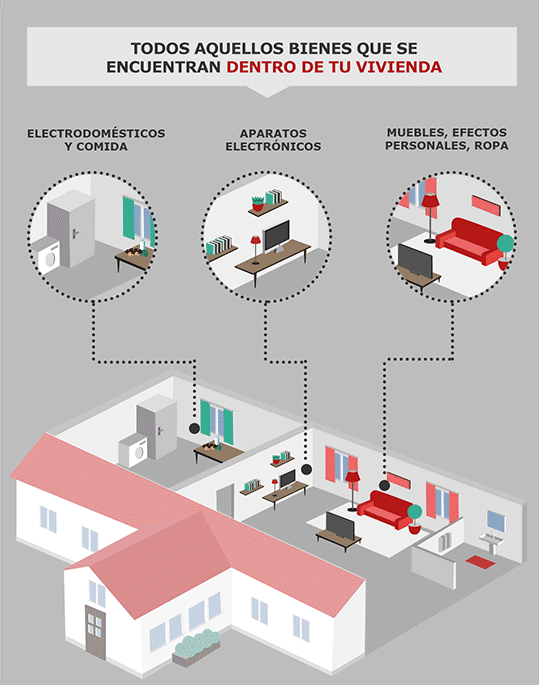 TODOS AQUELLOS BIENES QUE SE
ENCUENTRAN DENTRO DE TU VIVIENDA
ELECTRODOMÉSTICOS
Y COMIDA
APARATOS
ELECTRÓNICOS
MUEBLES, EFECTOS
PERSONALES, ROPA